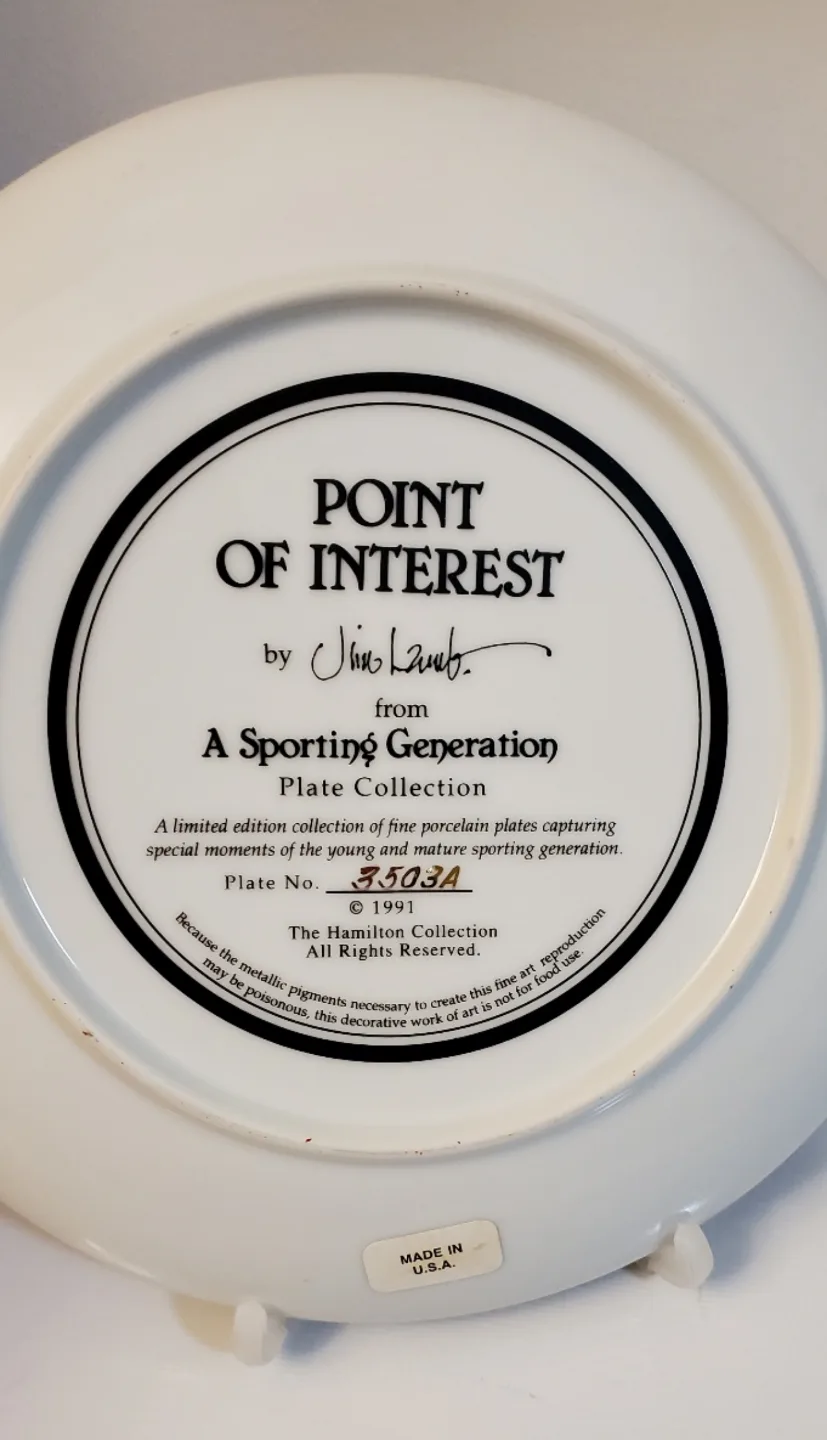 POINT
OF INTEREST
by Jim Lamb.
from
A Sporting Generation
Plate Collection
A limited edition collection of fine porcelain plates capturing
special moments of the young and mature sporting generation.
Plate No. 3503A
© 1991
The Hamilton Collection
All Rights Reserved.
Because the metallic pigments necessary to create this fine art reproduction
may be poisonous, this decorative work of art is not for food use.
MADE IN
U.S.A.